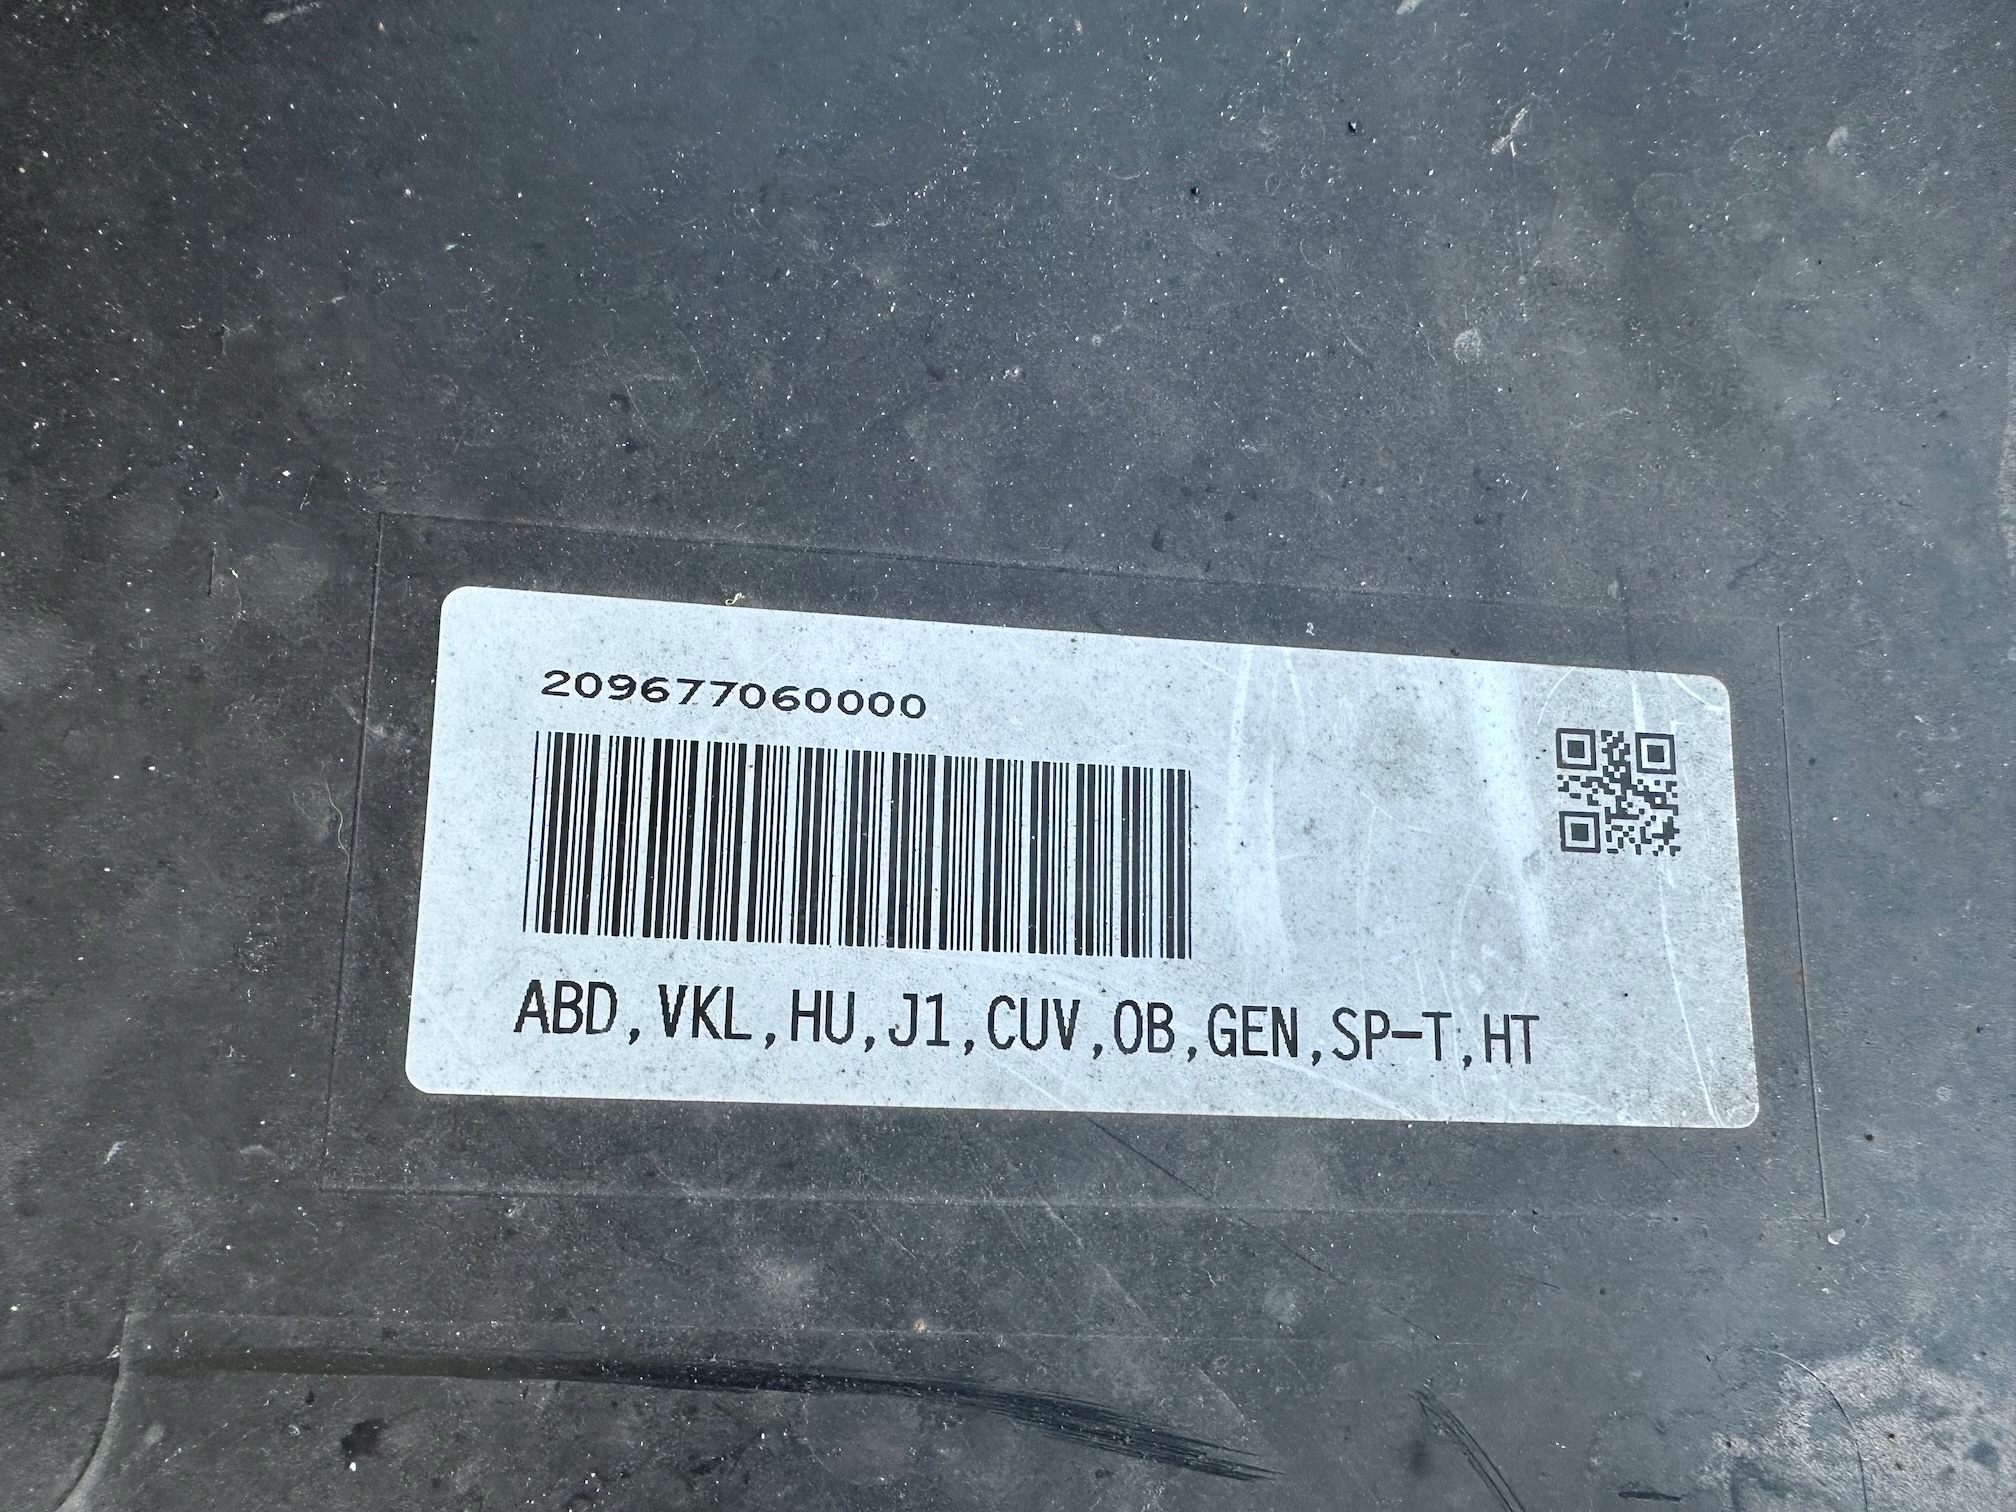 209677060000
ABD,VKL,HU,J1,CUV,OB,GEN,SP-T,HT